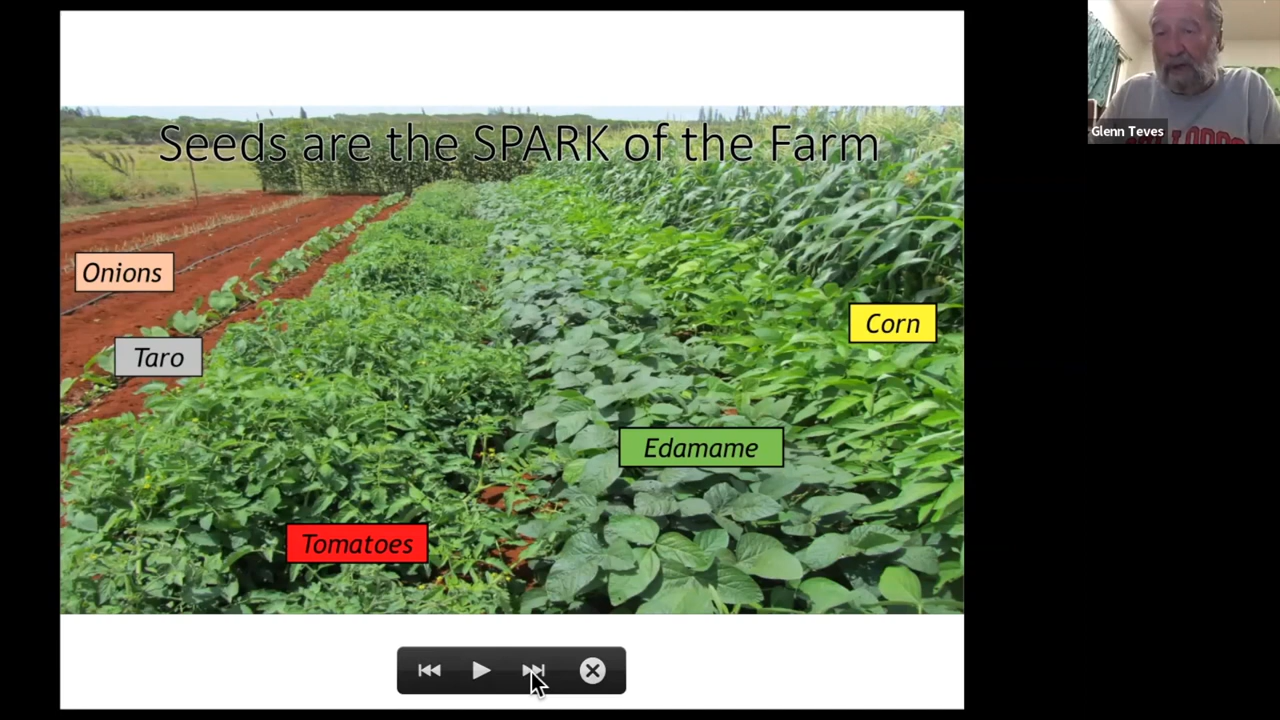 Seeds are the SPARK of the Farm
Glenn Teves
Onions
Corn
Taro
Edamame
Tomatoes